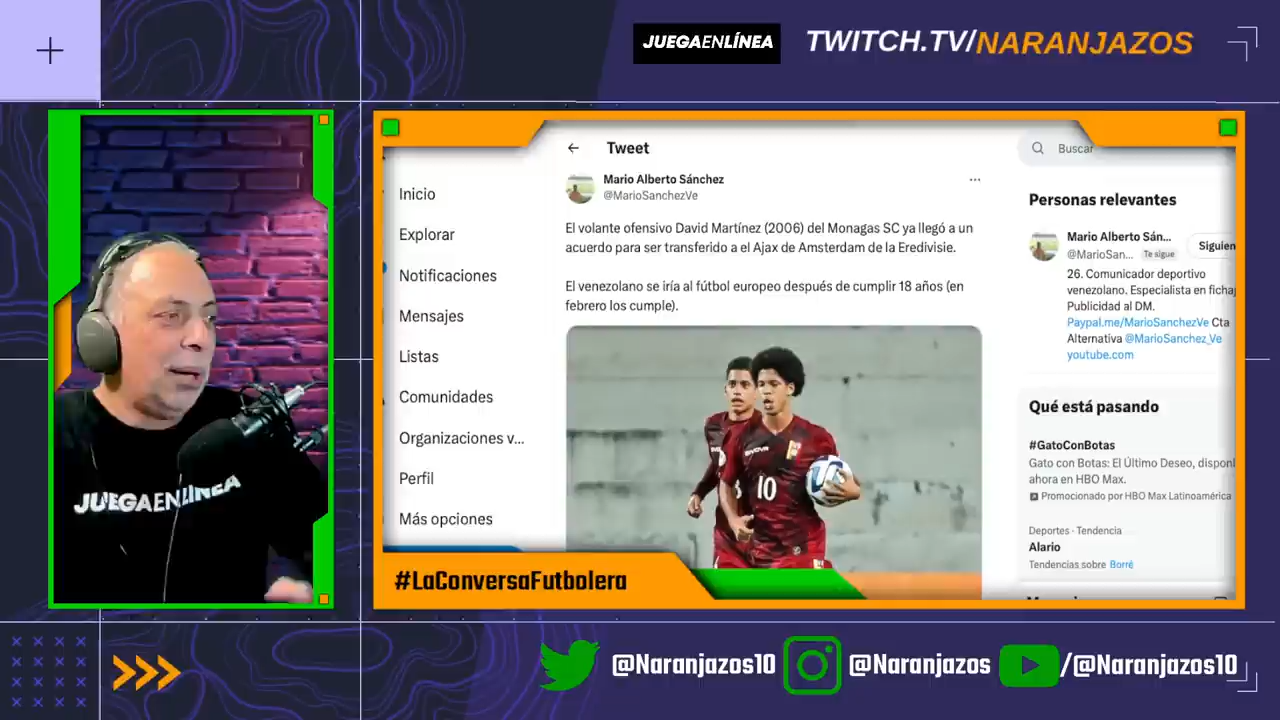 JUEGAENLÍNEA
TWITCH.TV/NARANJAZOS
JUEGAENLÍNEA
Tweet
Buscar
Inicio
Explorar
Notificaciones
Mensajes
Listas
Comunidades
Organizaciones v...
Perfil
Más opciones
Mario Alberto Sánchez
@MarioSanchezVe
El volante ofensivo David Martínez (2006) del Monagas SC ya llegó a un
acuerdo para ser transferido a el Ajax de Amsterdam de la Eredivisie.
El venezolano se iría al fútbol europeo después de cumplir 18 años (en
febrero los cumple).
10
Personas relevantes
Mario Alberto Sán...
Siguien
@MarioSan... Te sigue
26. Comunicador deportivo
venezolano. Especialista en fichaj
Publicidad al DM.
Paypal.me/MarioSanchezVe Cta
Alternativa @MarioSanchez_Ve
youtube.com
Qué está pasando
#GatoConBotas
Gato con Botas: El Último Deseo, disponi
ahora en HBO Max.
Promocionado por HBO Max Latinoamérica
Deportes · Tendencia
Alario
Tendencias sobre Borré
#LaConversaFutbolera
@Naranjazos10
@Naranjazos
/@Naranjazos10